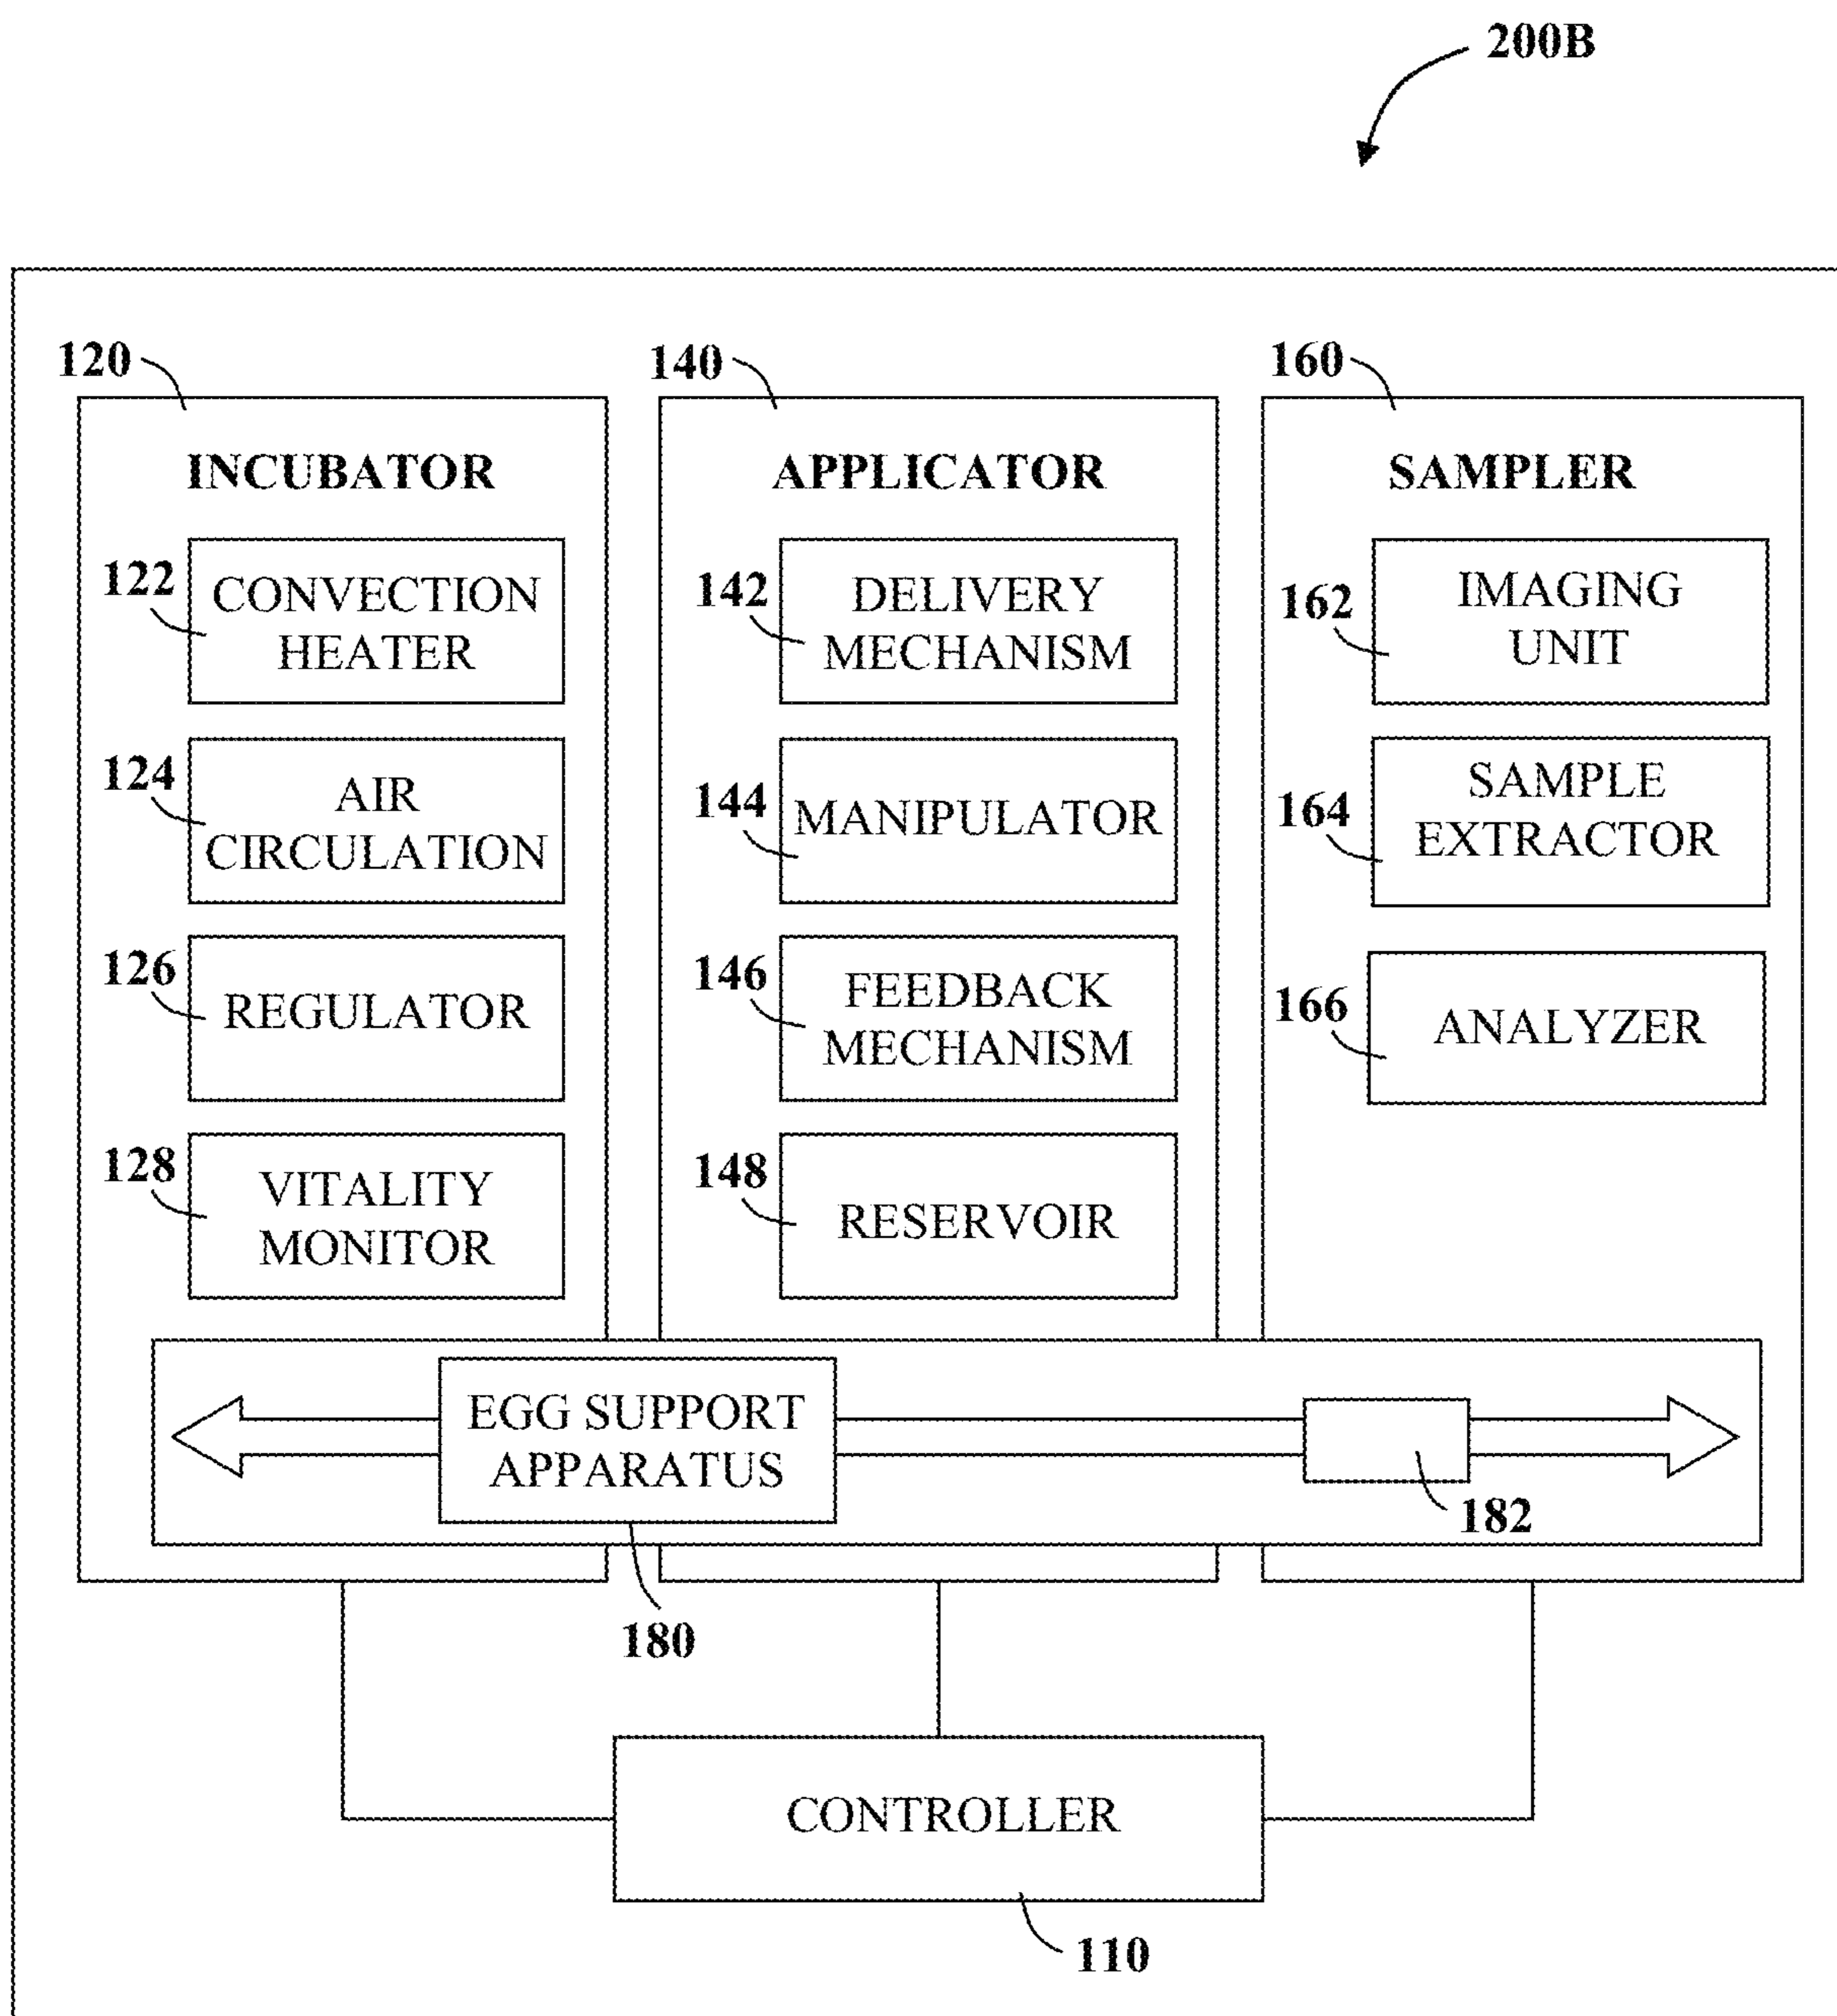 200B
120
INCUBATOR
122
CONVECTION
HEATER
124
AIR
CIRCULATION
126
REGULATOR
128
VITALITY
MONITOR
140
APPLICATOR
142
DELIVERY
MECHANISM
144
MANIPULATOR
146
FEEDBACK
MECHANISM
148
RESERVOIR
160
SAMPLER
162
IMAGING
UNIT
164
SAMPLE
EXTRACTOR
166
ANALYZER
EGG SUPPORT
APPARATUS
180
182
CONTROLLER
110